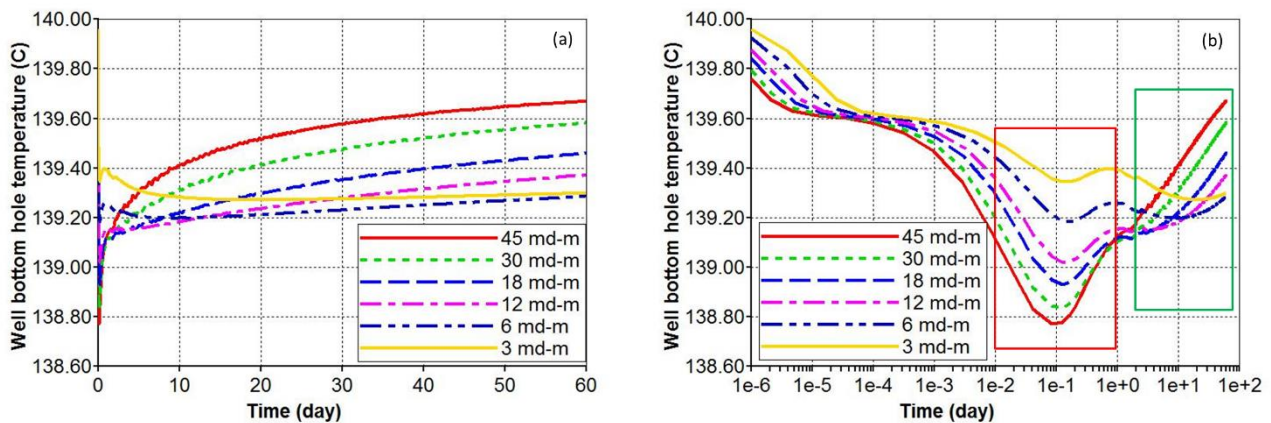 140.00
139.80
139.60
139.40
139.20
139.00
138.80
138.60
Well bottom hole temperature (C)
(a)
45 md-m
30 md-m
18 md-m
12 md-m
6 md-m
3 md-m
0 10 20 30 40 50 60
Time (day)
140.00
139.80
139.60
139.40
139.20
139.00
138.80
138.60
Well bottom hole temperature (C)
(b)
45 md-m
30 md-m
18 md-m
12 md-m
6 md-m
3 md-m
1e-6 1e-5 1e-4 1e-3 1e-2 1e-1 1e+0 1e+1 1e+2
Time (day)